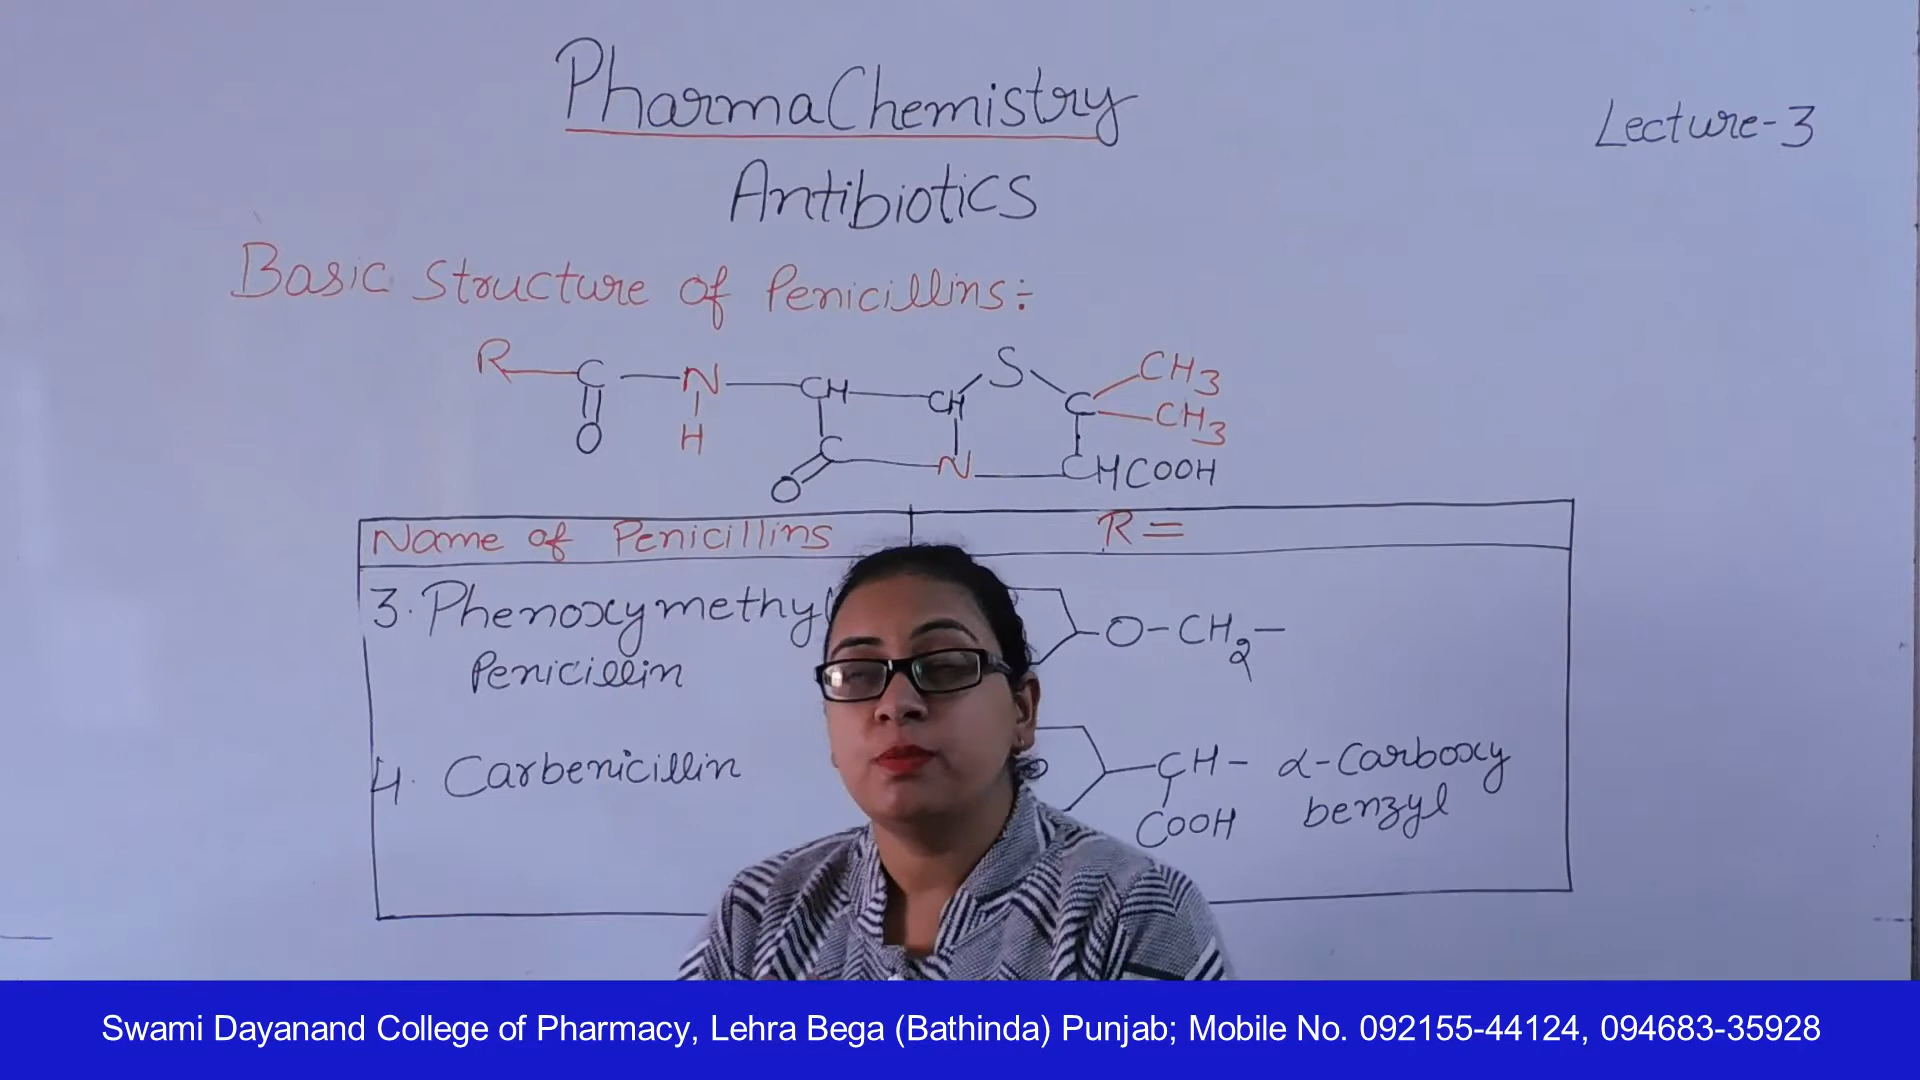 PharmaChemistry
Lecture-3
Antibiotics
Basic Structure of Penicillins:
R C N CH CH S C CH3
CH3
O H C N CHCOOH
O
Name of Penicillins R =
3. Phenoxymethyl O-CH2-
Penicillin
4. Carbenicillin CH- α-Carboxy
COOH benzyl
Swami Dayanand College of Pharmacy, Lehra Bega (Bathinda) Punjab; Mobile No. 092155-44124, 094683-35928